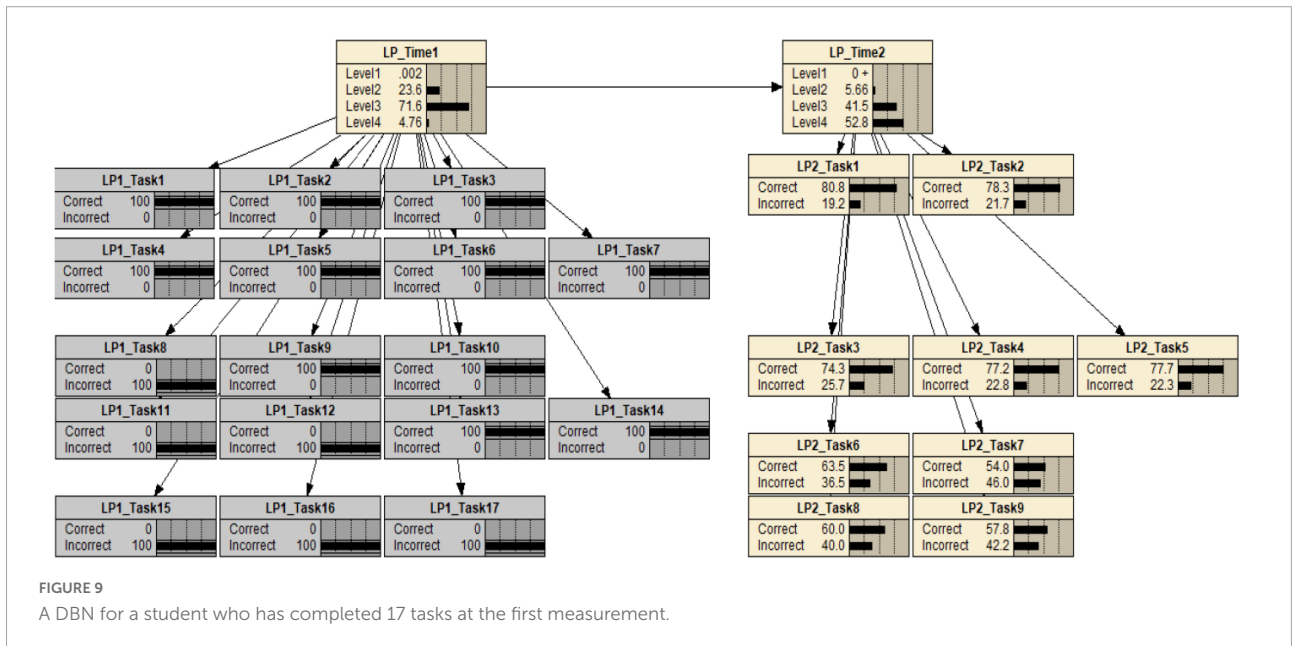 LP_Time1
Level1 .002
Level2 23.6
Level3 71.6
Level4 4.76
LP_Time2
Level1 0 +
Level2 5.66
Level3 41.5
Level4 52.8
LP1_Task1
Correct 100
Incorrect 0
LP1_Task2
Correct 100
Incorrect 0
LP1_Task3
Correct 100
Incorrect 0
LP2_Task1
Correct 80.8
Incorrect 19.2
LP2_Task2
Correct 78.3
Incorrect 21.7
LP1_Task4
Correct 100
Incorrect 0
LP1_Task5
Correct 100
Incorrect 0
LP1_Task6
Correct 100
Incorrect 0
LP1_Task7
Correct 100
Incorrect 0
LP1_Task8
Correct 0
Incorrect 100
LP1_Task9
Correct 100
Incorrect 0
LP1_Task10
Correct 100
Incorrect 0
LP2_Task3
Correct 74.3
Incorrect 25.7
LP2_Task4
Correct 77.2
Incorrect 22.8
LP2_Task5
Correct 77.7
Incorrect 22.3
LP1_Task11
Correct 0
Incorrect 100
LP1_Task12
Correct 0
Incorrect 100
LP1_Task13
Correct 100
Incorrect 0
LP1_Task14
Correct 100
Incorrect 0
LP2_Task6
Correct 63.5
Incorrect 36.5
LP2_Task7
Correct 54.0
Incorrect 46.0
LP1_Task15
Correct 0
Incorrect 100
LP1_Task16
Correct 0
Incorrect 100
LP1_Task17
Correct 0
Incorrect 100
LP2_Task8
Correct 60.0
Incorrect 40.0
LP2_Task9
Correct 57.8
Incorrect 42.2
FIGURE 9
A DBN for a student who has completed 17 tasks at the first measurement.